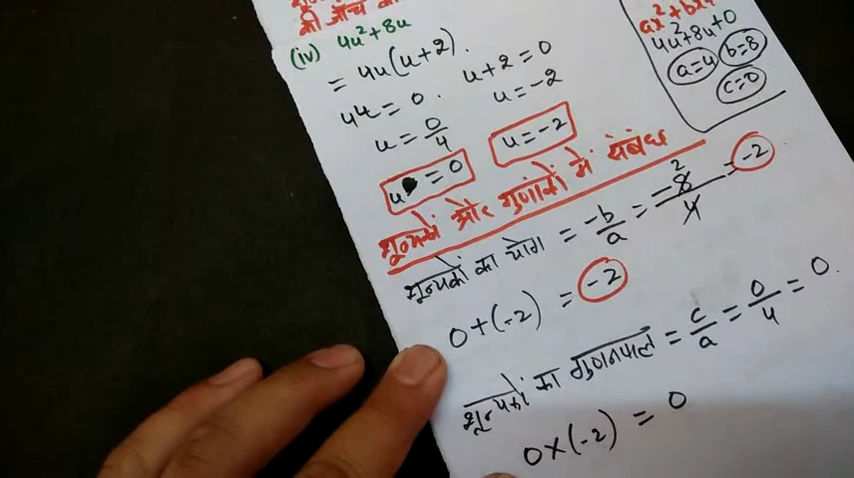 की जाँच
(iv) 4u² + 8u
= 4u(u+2).
4u = 0. u + 2 = 0
u = 0/4 u = -2
u = 0 u = -2
शून्यकों और गुणांकों में संबंध
शून्यकों का योग = -b/a = -8/4 = -2
2
0 + (-2) = -2
शून्यकों का गुणनफल = c/a = 0/4 = 0.
0 × (-2) = 0
ax² + bx +
4u² + 8u + 0
a = 4 b = 8
c = 0